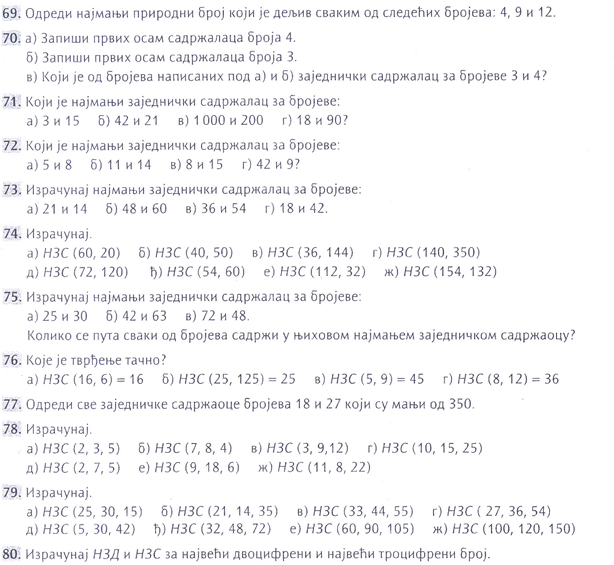 69. Одреди најмањи природни број који је дељив сваким од следећих бројева: 4, 9 и 12.
70. а) Запиши првих осам садржалаца броја 4.
б) Запиши првих осам садржалаца броја 3.
в) Који је од бројева написаних под а) и б) заједнички садржалац за бројеве 3 и 4?
71. Који је најмањи заједнички садржалац за бројеве:
а) 3 и 15 б) 42 и 21 в) 1 000 и 200 г) 18 и 90?
72. Који је најмањи заједнички садржалац за бројеве:
а) 5 и 8 б) 11 и 14 в) 8 и 15 г) 42 и 9?
73. Израчунај најмањи заједнички садржалац за бројеве:
а) 21 и 14 б) 48 и 60 в) 36 и 54 г) 18 и 42.
74. Израчунај.
а) НЗС (60, 20) б) НЗС (40, 50) в) НЗС (36, 144) г) НЗС (140, 350)
д) НЗС (72, 120) ђ) НЗС (54, 60) е) НЗС (112, 32) ж) НЗС (154, 132)
75. Израчунај најмањи заједнички садржалац за бројеве:
а) 25 и 30 б) 42 и 63 в) 72 и 48.
Колико се пута сваки од бројева садржи у њиховом најмањем заједничком садржаоцу?
76. Које је тврђење тачно?
а) НЗС (16, 6) = 16 б) НЗС (25, 125) = 25 в) НЗС (5, 9) = 45 г) НЗС (8, 12) = 36
77. Одреди све заједничке садржаоце бројева 18 и 27 који су мањи од 350.
78. Израчунај.
а) НЗС (2, 3, 5) б) НЗС (7, 8, 4) в) НЗС (3, 9,12) г) НЗС (10, 15, 25)
д) НЗС (2, 7, 5) е) НЗС (9, 18, 6) ж) НЗС (11, 8, 22)
79. Израчунај.
а) НЗС (25, 30, 15) б) НЗС (21, 14, 35) в) НЗС (33, 44, 55) г) НЗС ( 27, 36, 54)
д) НЗС (5, 30, 42) ђ) НЗС (32, 48, 72) е) НЗС (60, 90, 105) ж) НЗС (100, 120, 150)
80. Израчунај НЗД и НЗС за највећи двоцифрени и највећи троцифрени број.